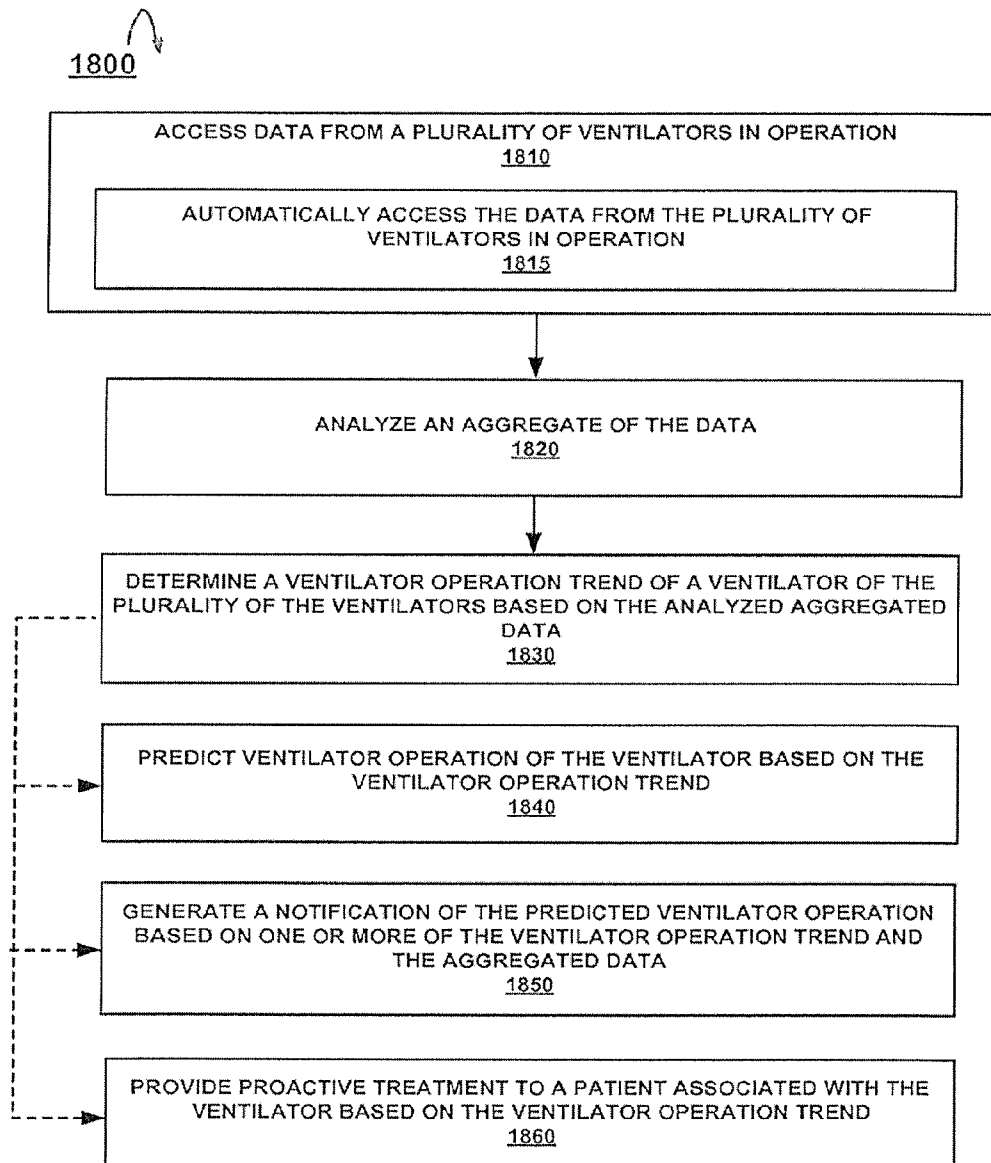 1800
ACCESS DATA FROM A PLURALITY OF VENTILATORS IN OPERATION
1810
AUTOMATICALLY ACCESS THE DATA FROM THE PLURALITY OF
VENTILATORS IN OPERATION
1815
ANALYZE AN AGGREGATE OF THE DATA
1820
DETERMINE A VENTILATOR OPERATION TREND OF A VENTILATOR OF THE
PLURALITY OF THE VENTILATORS BASED ON THE ANALYZED AGGREGATED
DATA
1830
PREDICT VENTILATOR OPERATION OF THE VENTILATOR BASED ON THE
VENTILATOR OPERATION TREND
1840
GENERATE A NOTIFICATION OF THE PREDICTED VENTILATOR OPERATION
BASED ON ONE OR MORE OF THE VENTILATOR OPERATION TREND AND
THE AGGREGATED DATA
1850
PROVIDE PROACTIVE TREATMENT TO A PATIENT ASSOCIATED WITH THE
VENTILATOR BASED ON THE VENTILATOR OPERATION TREND
1860